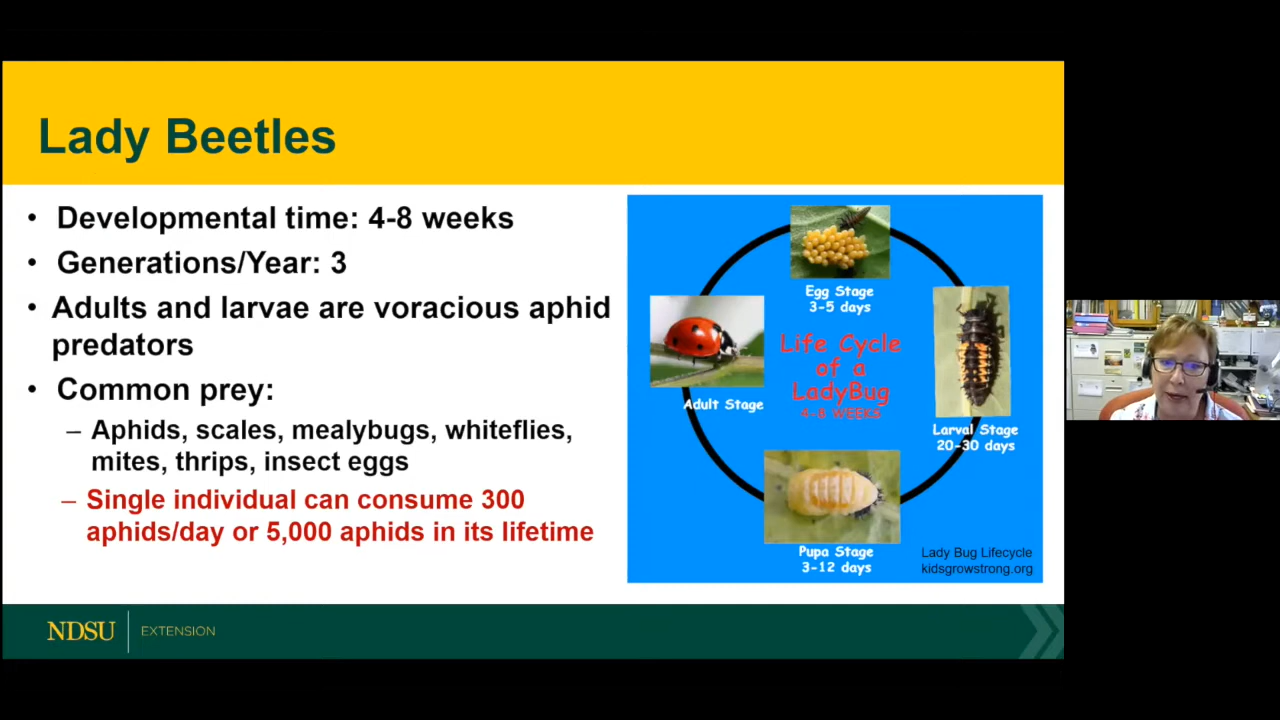 Lady Beetles
• Developmental time: 4-8 weeks
• Generations/Year: 3
• Adults and larvae are voracious aphid
predators
• Common prey:
– Aphids, scales, mealybugs, whiteflies,
mites, thrips, insect eggs
– Single individual can consume 300
aphids/day or 5,000 aphids in its lifetime
Egg Stage
3-5 days
Life Cycle
of a
LadyBug
4-8 WEEKS
Adult Stage
Larval Stage
20-30 days
Pupa Stage
3-12 days
Lady Bug Lifecycle
kidsgrowstrong.org
NDSU EXTENSION